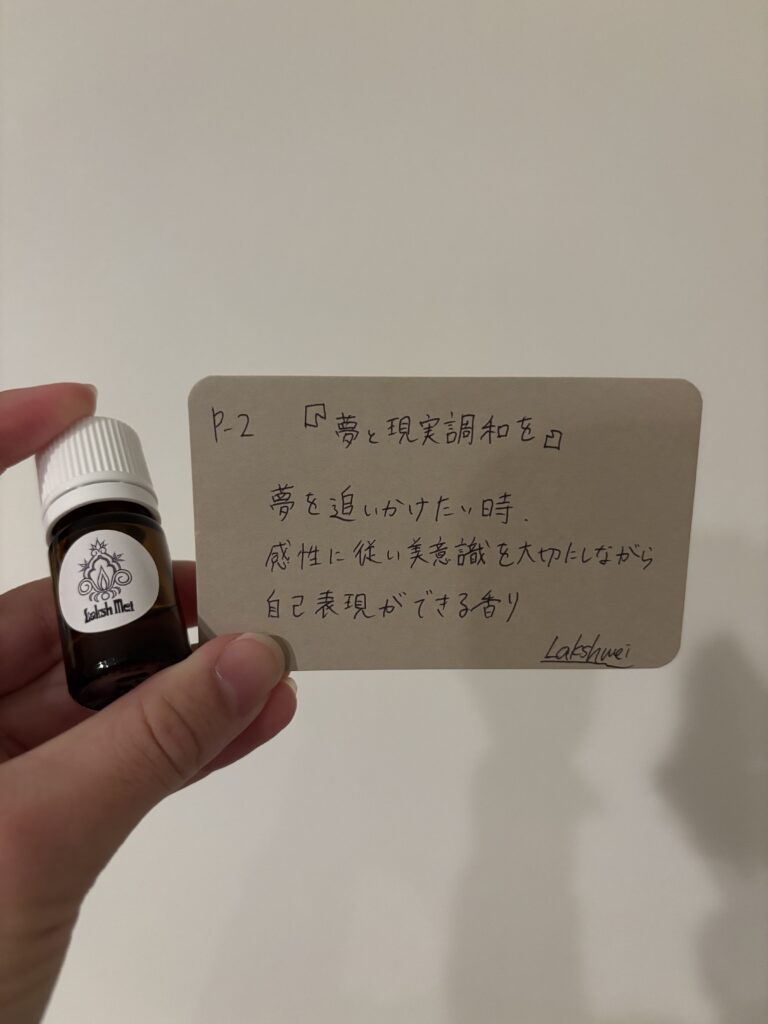 Laksh Mei
P-2 『夢と現実調和を』
夢を追いかけたい時、
感性に従い美意識を大切にしながら
自己表現ができる香り
Lakshmei